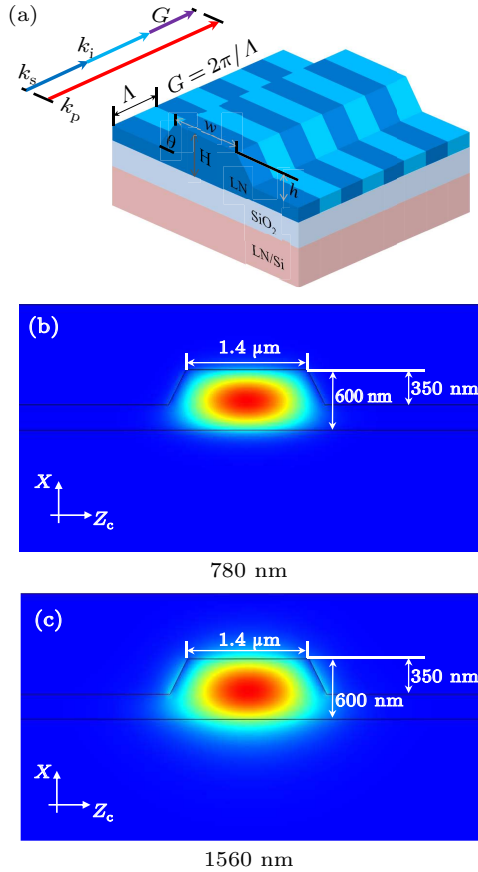 (a)
G
k_i
k_s
k_p
G = 2π/Λ
Λ
w
θ
H
LN
h
SiO₂
LN/Si
(b)
1.4 μm
600 nm
350 nm
X
Z_c
780 nm
(c)
1.4 μm
600 nm
350 nm
X
Z_c
1560 nm